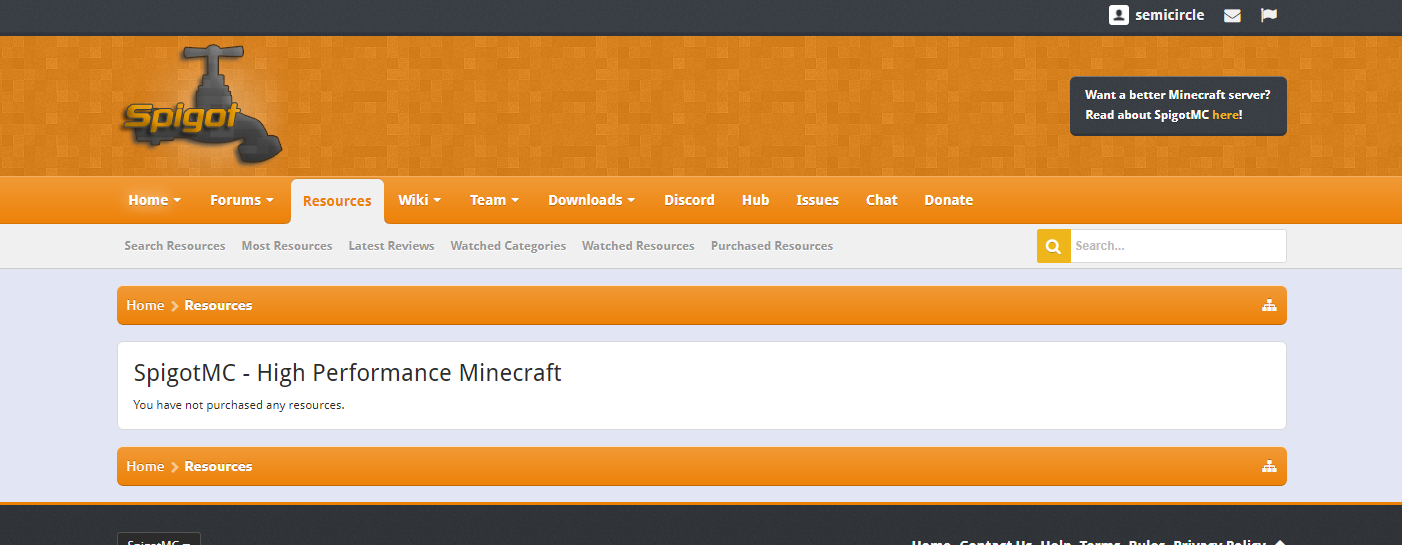 semicircle
Spigot
Want a better Minecraft server?
Read about SpigotMC here!
Home Forums Resources Wiki Team Downloads Discord Hub Issues Chat Donate
Search Resources Most Resources Latest Reviews Watched Categories Watched Resources Purchased Resources Search...
Home Resources
SpigotMC - High Performance Minecraft
You have not purchased any resources.
Home Resources
SpigotMC Home Contact Us Help Terms Rules Privacy Policy